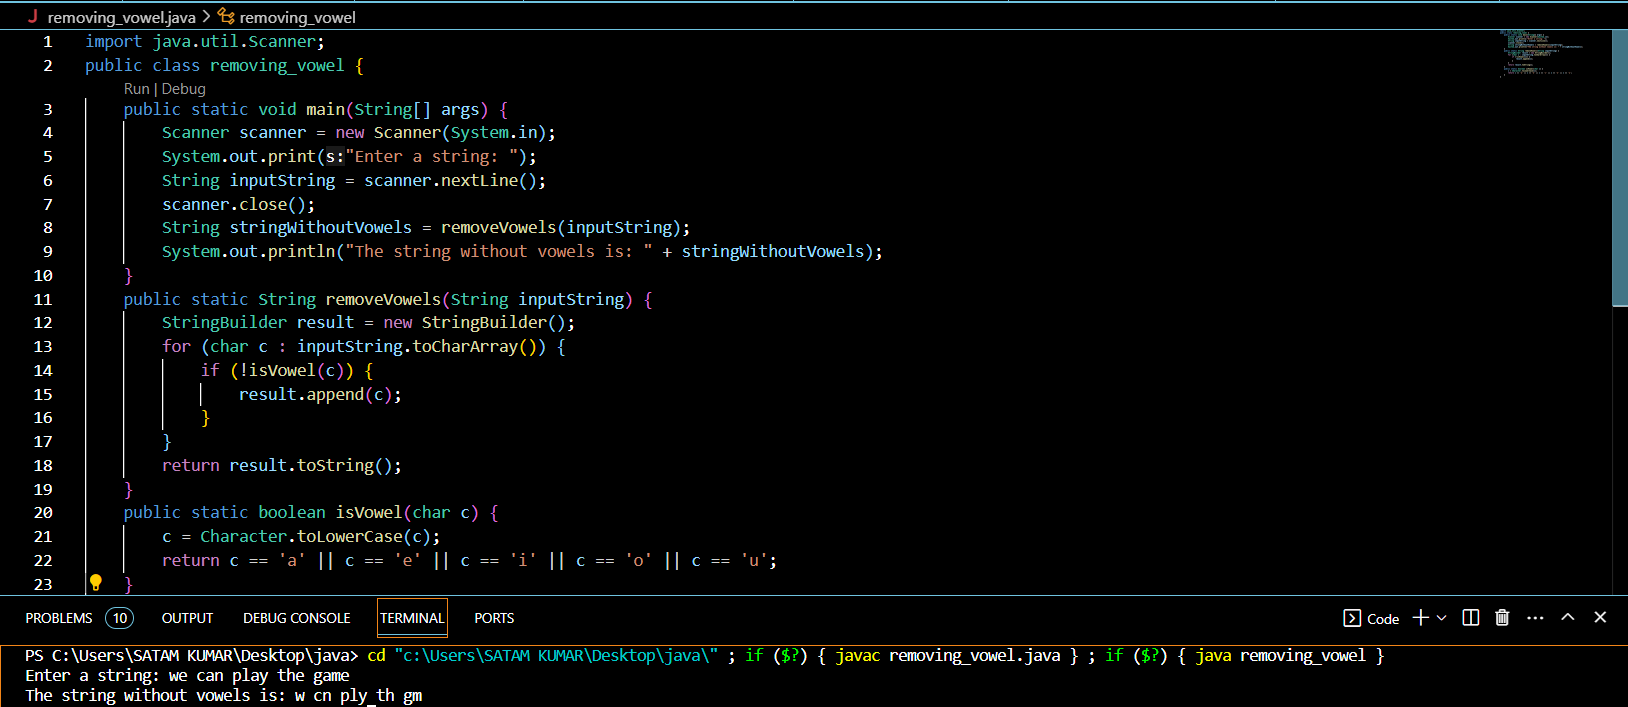 removing_vowel.java > removing_vowel
1 import java.util.Scanner;
2 public class removing_vowel {
Run | Debug
3 public static void main(String[] args) {
4 Scanner scanner = new Scanner(System.in);
5 System.out.print(s:"Enter a string: ");
6 String inputString = scanner.nextLine();
7 scanner.close();
8 String stringWithoutVowels = removeVowels(inputString);
9 System.out.println("The string without vowels is: " + stringWithoutVowels);
10 }
11 public static String removeVowels(String inputString) {
12 StringBuilder result = new StringBuilder();
13 for (char c : inputString.toCharArray()) {
14 if (!isVowel(c)) {
15 result.append(c);
16 }
17 }
18 return result.toString();
19 }
20 public static boolean isVowel(char c) {
21 c = Character.toLowerCase(c);
22 return c == 'a' || c == 'e' || c == 'i' || c == 'o' || c == 'u';
23 }
PROBLEMS 10 OUTPUT DEBUG CONSOLE TERMINAL PORTS Code
PS C:\Users\SATAM KUMAR\Desktop\java> cd "c:\Users\SATAM KUMAR\Desktop\java\" ; if ($?) { javac removing_vowel.java } ; if ($?) { java removing_vowel }
Enter a string: we can play the game
The string without vowels is: w cn ply th gm